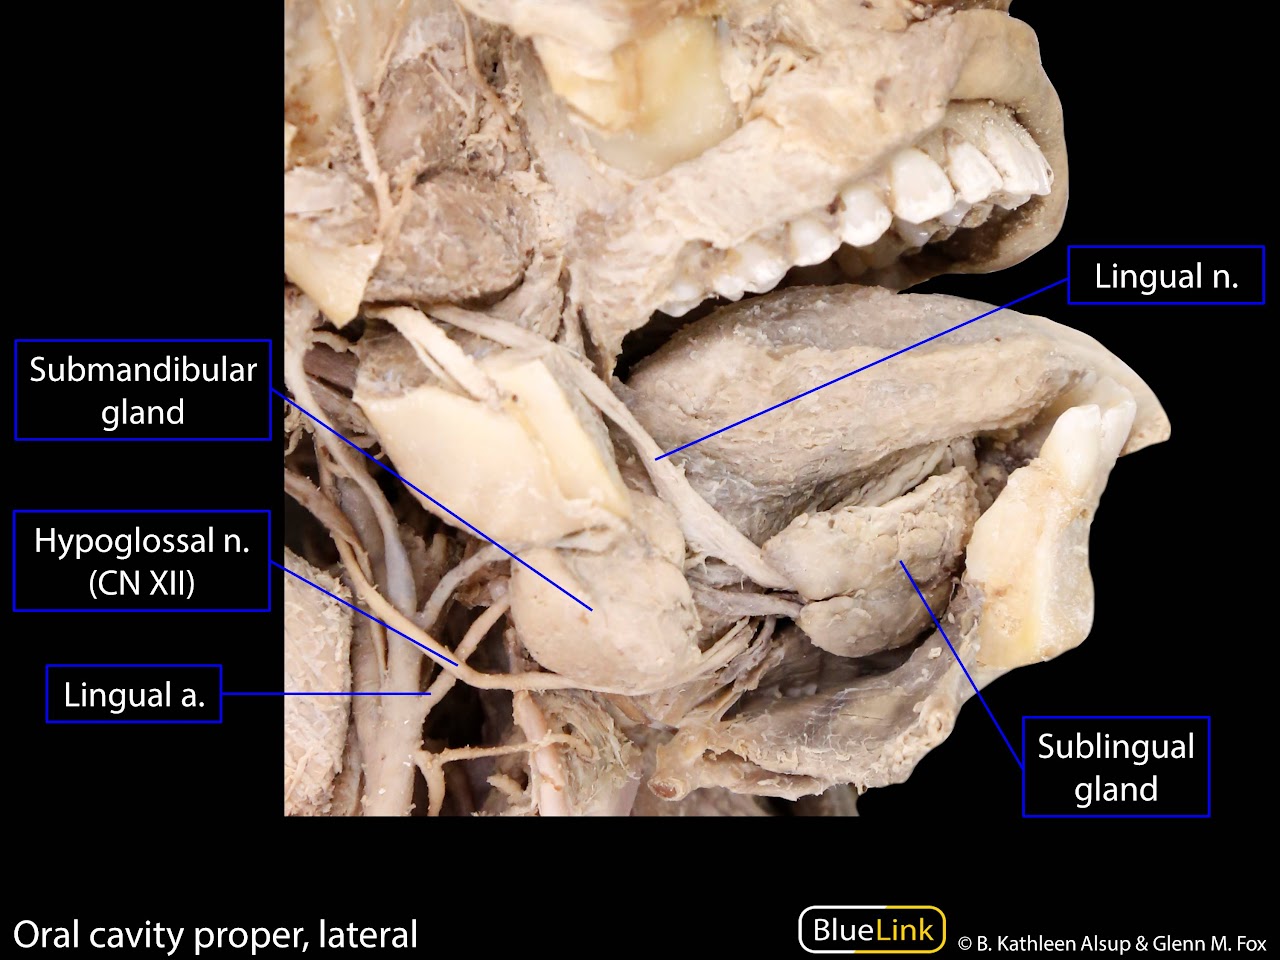 Lingual n.
Submandibular
gland
Hypoglossal n.
(CN XII)
Lingual a.
Sublingual
gland
Oral cavity proper, lateral
BlueLink
© B. Kathleen Alsup & Glenn M. Fox